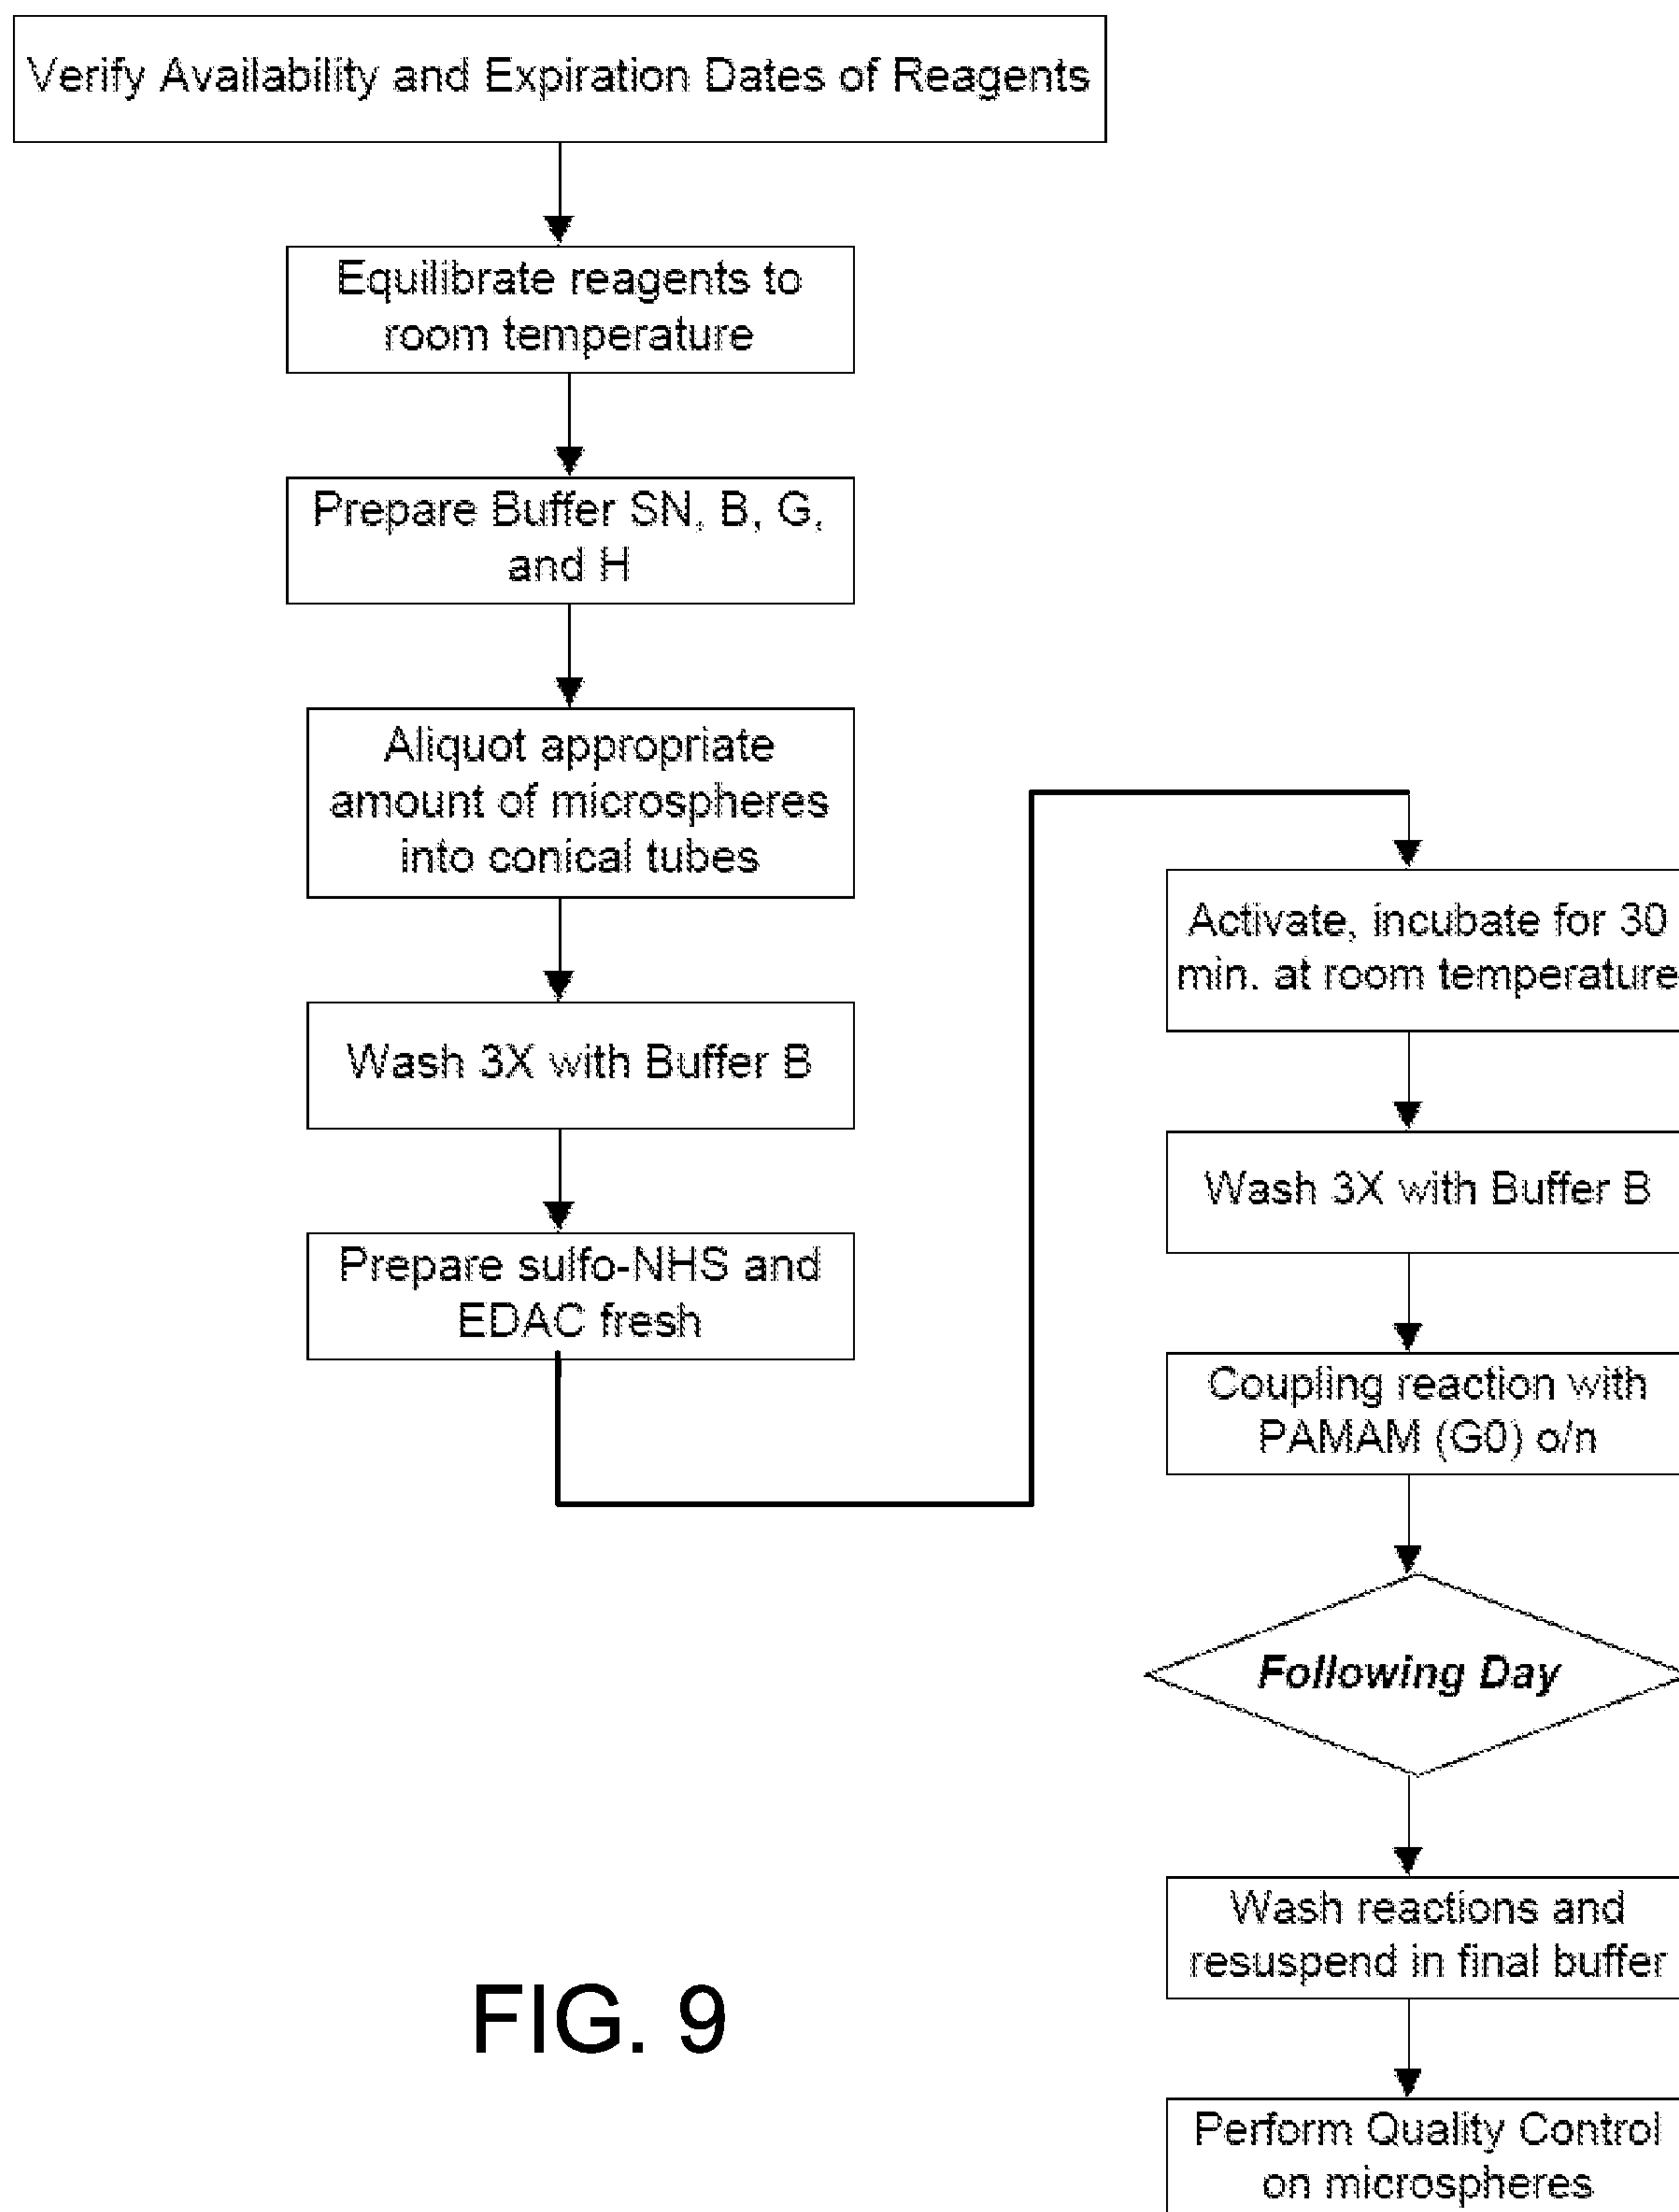 Verify Availability and Expiration Dates of Reagents
Equilibrate reagents to
room temperature
Prepare Buffer SN, B, G,
and H
Aliquot appropriate
amount of microspheres
into conical tubes
Wash 3X with Buffer B
Prepare sulfo-NHS and
EDAC fresh
Activate, incubate for 30
min. at room temperature
Wash 3X with Buffer B
Coupling reaction with
PAMAM (G0) o/n
Following Day
Wash reactions and
resuspend in final buffer
Perform Quality Control
on microspheres
FIG. 9